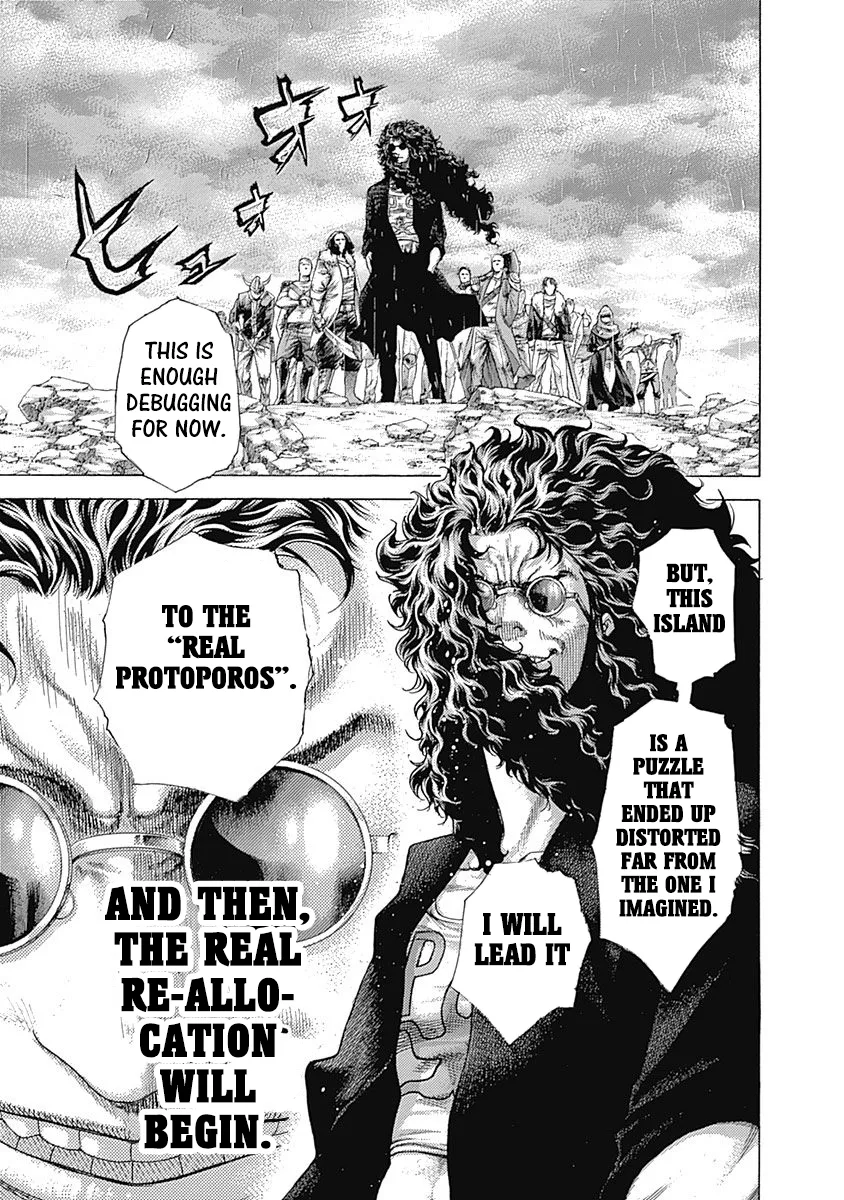 ヒュオオオ
THIS IS
ENOUGH
DEBUGGING
FOR NOW.
BUT,
THIS
ISLAND
IS A
PUZZLE
THAT
ENDED UP
DISTORTED
FAR FROM
THE ONE I
IMAGINED.
I WILL
LEAD IT
TO THE
“REAL
PROTOPOROS”.
AND THEN,
THE REAL
RE-ALLO-
CATION
WILL
BEGIN.